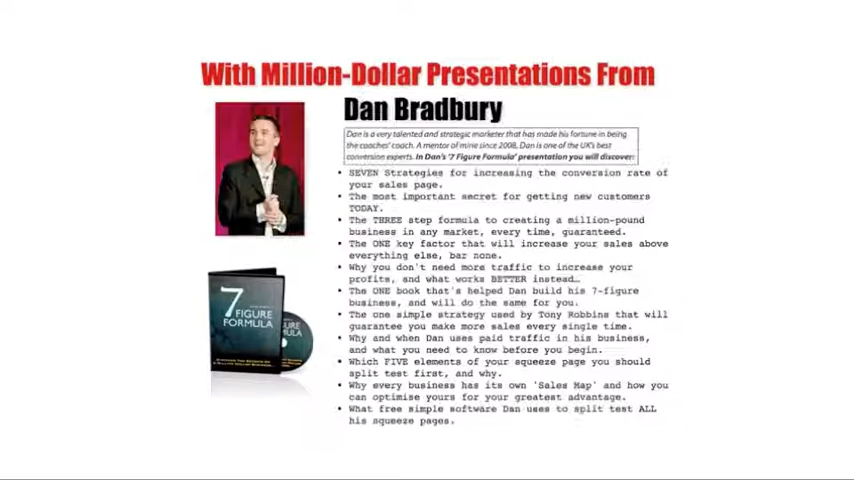 With Million-Dollar Presentations From
Dan Bradbury
Dan is a very talented and strategic marketer that has made his fortune in being
the coaches' coach. A mentor of mine since 2008, Dan is one of the UK's best
conversion experts. In Dan's '7 Figure Formula' presentation you will discover:
• SEVEN Strategies for increasing the conversion rate of
your sales page.
• The most important secret for getting new customers
TODAY.
• The THREE step formula to creating a million-pound
business in any market, every time, guaranteed.
• The ONE key factor that will increase your sales above
everything else, bar none.
• Why you don't need more traffic to increase your
profits, and what works BETTER instead…
• The ONE book that's helped Dan build his 7-figure
business, and will do the same for you.
• The one simple strategy used by Tony Robbins that will
guarantee you make more sales every single time.
• Why and when Dan uses paid traffic in his business,
and what you need to know before you begin.
• Which FIVE elements of your squeeze page you should
split test first, and why.
• Why every business has its own 'Sales Map' and how you
can optimise yours for your greatest advantage.
• What free simple software Dan uses to split test ALL
his squeeze pages.
7
FIGURE
FORMULA